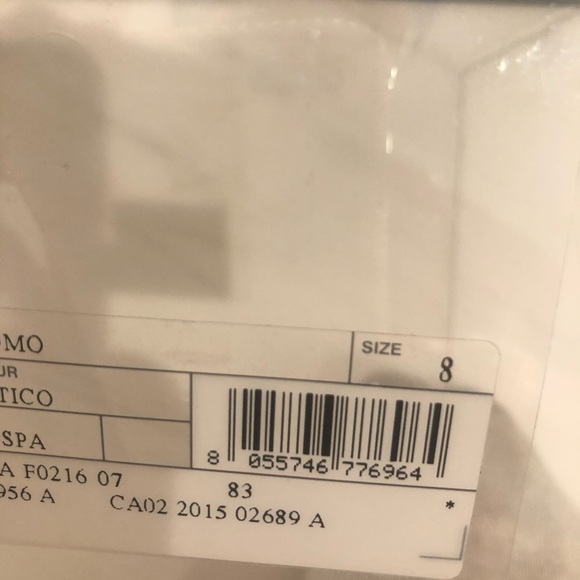 OMO
SIZE 8
UR
TICO
SPA
8 055746 776964
A F0216 07 83
956 A CA02 2015 02689 A *